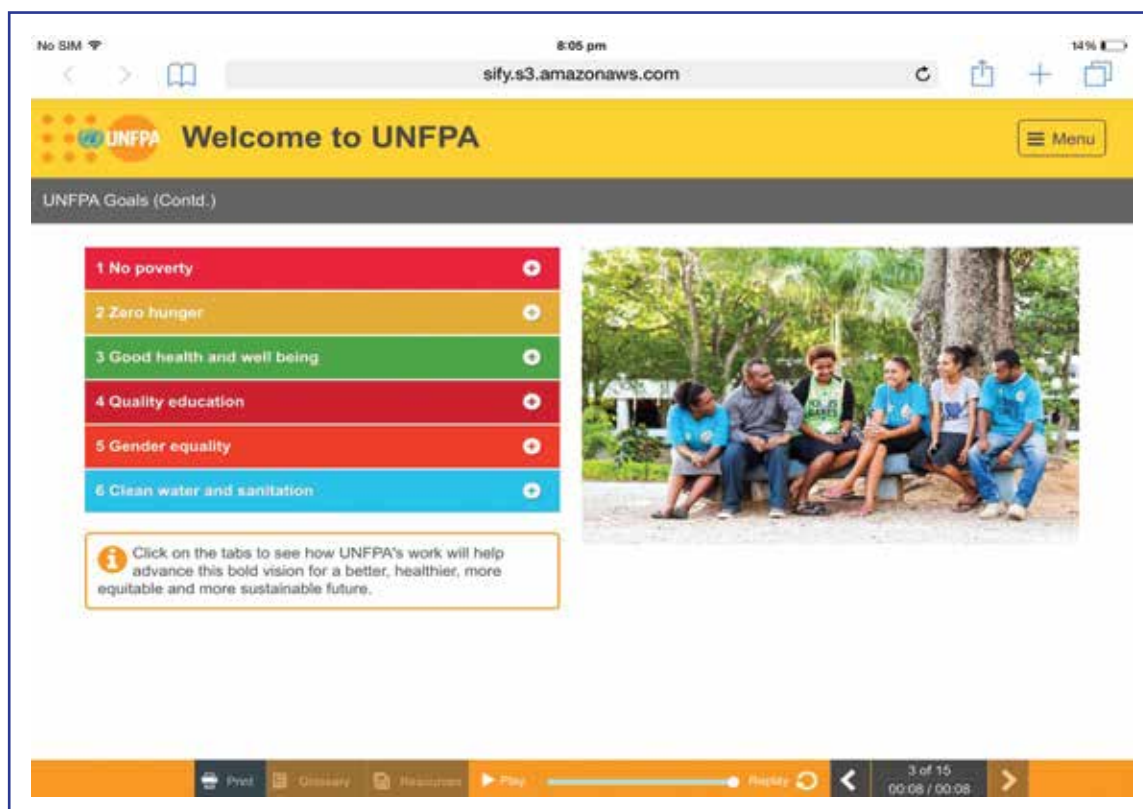 No SIM 8:05 pm 14%
sify.s3.amazonaws.com
UNFPA Welcome to UNFPA Menu
UNFPA Goals (Contd.)
1 No poverty
2 Zero hunger
3 Good health and well being
4 Quality education
5 Gender equality
6 Clean water and sanitation
Click on the tabs to see how UNFPA's work will help
advance this bold vision for a better, healthier, more
equitable and more sustainable future.
Print Glossary Resources Play Replay 3 of 15
00:08 / 00:08